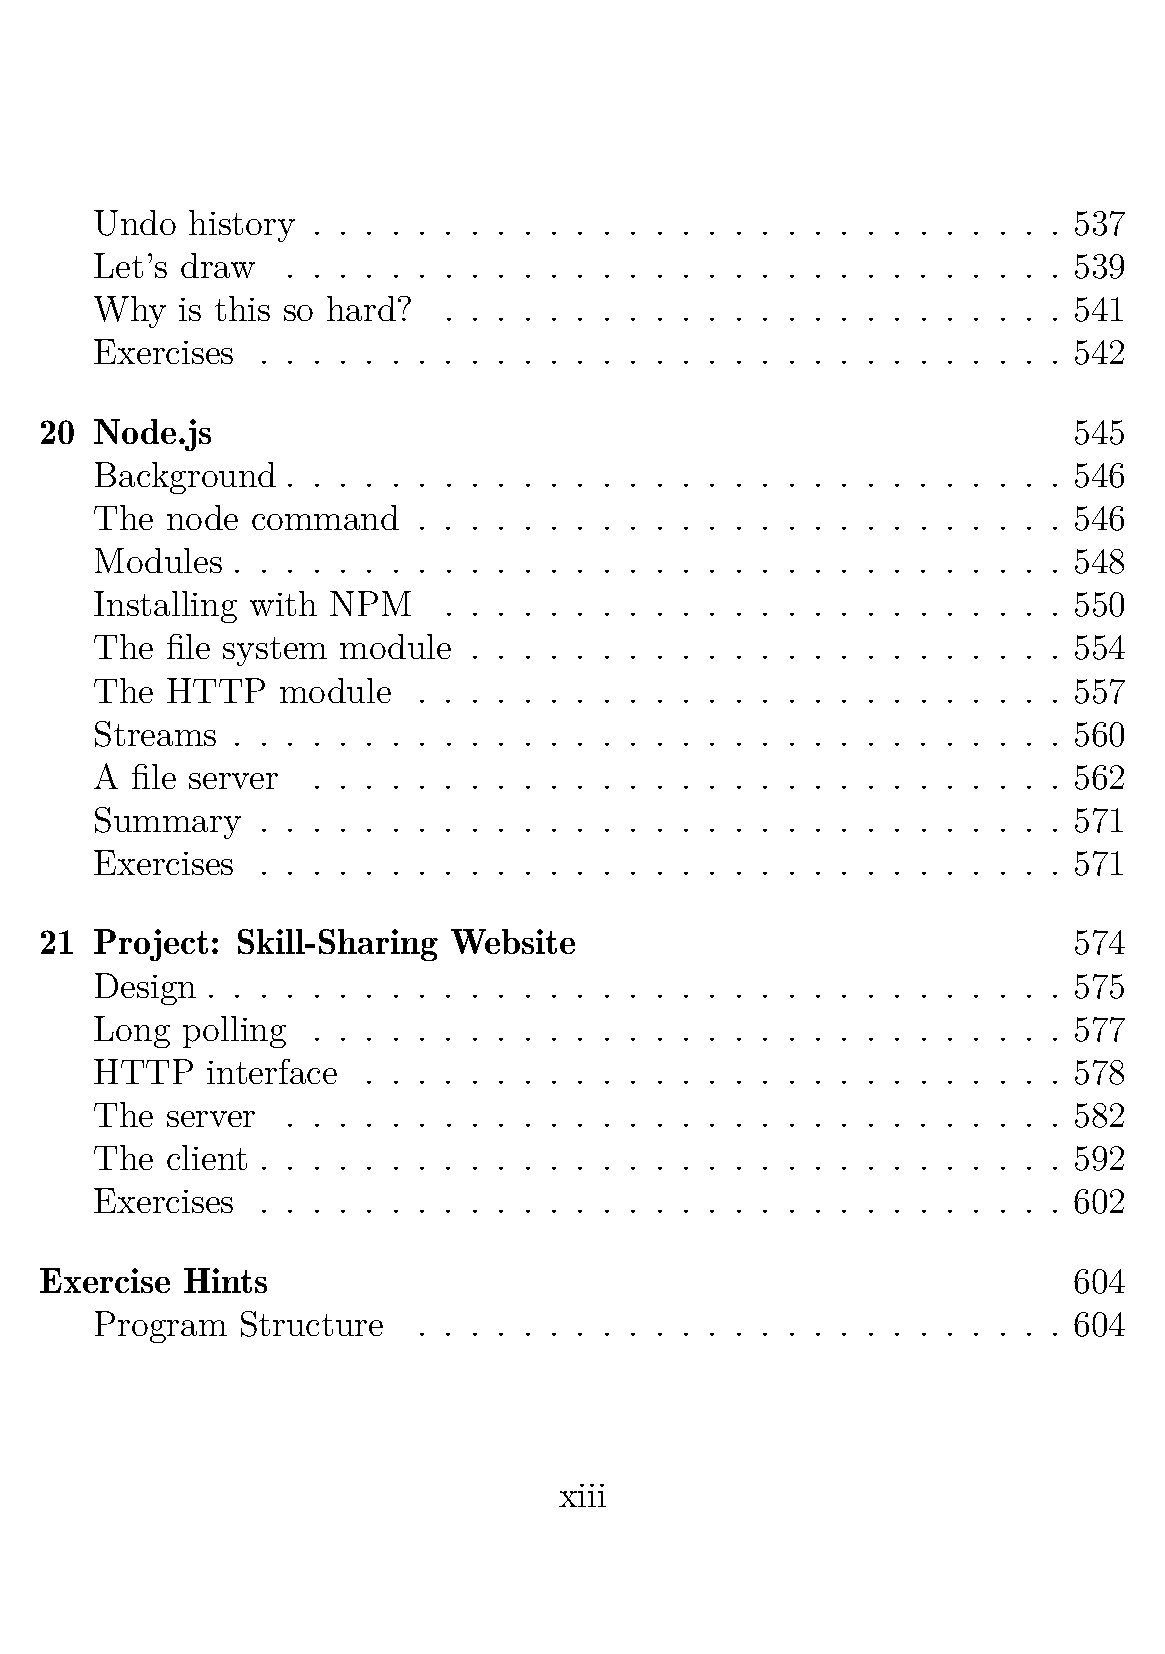 Undo history . . . . . . . . . . . . . . . . . . . . . . . . . . . . . 537
Let's draw . . . . . . . . . . . . . . . . . . . . . . . . . . . . . . 539
Why is this so hard? . . . . . . . . . . . . . . . . . . . . . . . . 541
Exercises . . . . . . . . . . . . . . . . . . . . . . . . . . . . . . . 542
20 Node.js 545
Background . . . . . . . . . . . . . . . . . . . . . . . . . . . . . . 546
The node command . . . . . . . . . . . . . . . . . . . . . . . . . 546
Modules . . . . . . . . . . . . . . . . . . . . . . . . . . . . . . . . 548
Installing with NPM . . . . . . . . . . . . . . . . . . . . . . . . 550
The file system module . . . . . . . . . . . . . . . . . . . . . . . 554
The HTTP module . . . . . . . . . . . . . . . . . . . . . . . . . 557
Streams . . . . . . . . . . . . . . . . . . . . . . . . . . . . . . . . 560
A file server . . . . . . . . . . . . . . . . . . . . . . . . . . . . . 562
Summary . . . . . . . . . . . . . . . . . . . . . . . . . . . . . . . 571
Exercises . . . . . . . . . . . . . . . . . . . . . . . . . . . . . . . 571
21 Project: Skill-Sharing Website 574
Design . . . . . . . . . . . . . . . . . . . . . . . . . . . . . . . . . 575
Long polling . . . . . . . . . . . . . . . . . . . . . . . . . . . . . 577
HTTP interface . . . . . . . . . . . . . . . . . . . . . . . . . . . 578
The server . . . . . . . . . . . . . . . . . . . . . . . . . . . . . . 582
The client . . . . . . . . . . . . . . . . . . . . . . . . . . . . . . . 592
Exercises . . . . . . . . . . . . . . . . . . . . . . . . . . . . . . . 602
Exercise Hints 604
Program Structure . . . . . . . . . . . . . . . . . . . . . . . . . 604
xiii